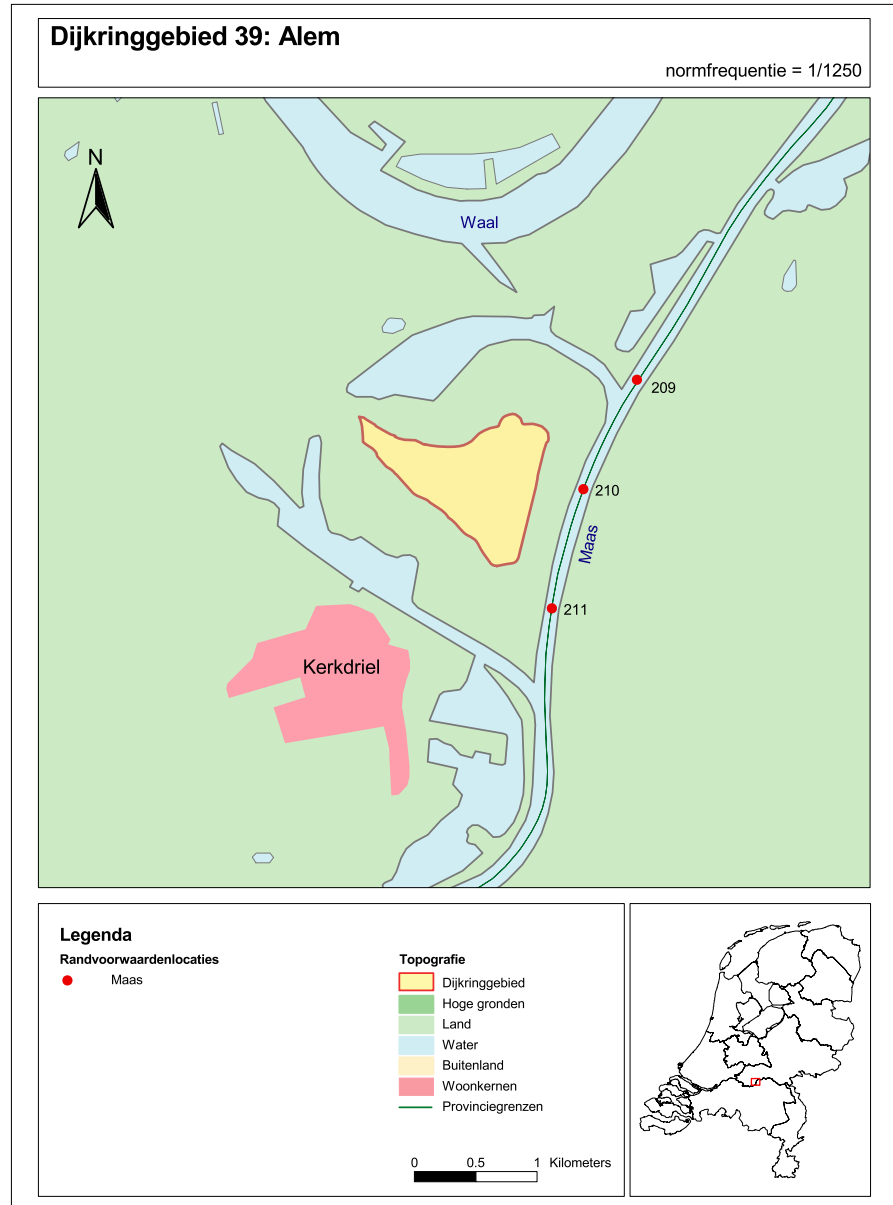 Dijkringgebied 39: Alem
normfrequentie = 1/1250
N
Waal
209
210
Maas
211
Kerkdriel
Legenda
Randvoorwaardenlocaties
Maas
Topografie
Dijkringgebied
Hoge gronden
Land
Water
Buitenland
Woonkernen
Provinciegrenzen
0 0.5 1 Kilometers